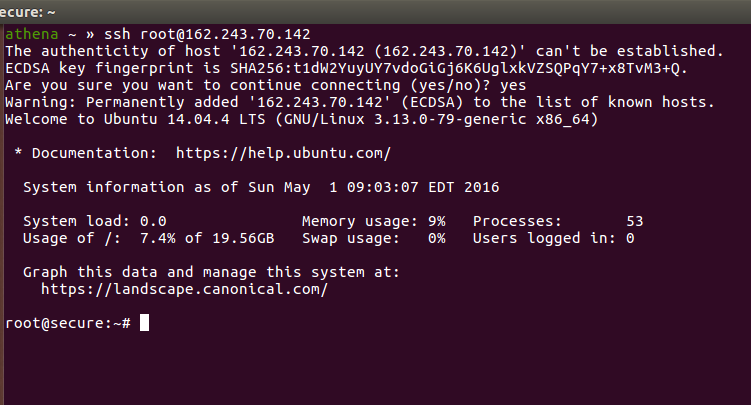 ecure: ~
athena ~ » ssh root@162.243.70.142
The authenticity of host '162.243.70.142 (162.243.70.142)' can't be established.
ECDSA key fingerprint is SHA256:t1dW2YuyUY7vdoGiGj6K6UglxkVZSQPqY7+x8TvM3+Q.
Are you sure you want to continue connecting (yes/no)? yes
Warning: Permanently added '162.243.70.142' (ECDSA) to the list of known hosts.
Welcome to Ubuntu 14.04.4 LTS (GNU/Linux 3.13.0-79-generic x86_64)
* Documentation:  https://help.ubuntu.com/
System information as of Sun May  1 09:03:07 EDT 2016
System load: 0.0               Memory usage: 9%   Processes:       53
Usage of /:  7.4% of 19.56GB   Swap usage:   0%   Users logged in: 0
Graph this data and manage this system at:
https://landscape.canonical.com/
root@secure:~#